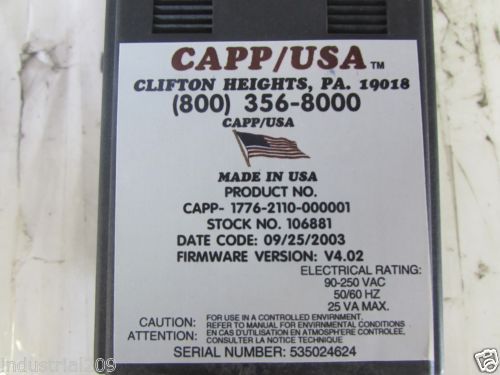 CAPP/USA™
CLIFTON HEIGHTS, PA. 19018
(800) 356-8000
CAPP/USA
MADE IN USA
PRODUCT NO.
CAPP- 1776-2110-000001
STOCK NO. 106881
DATE CODE: 09/25/2003
FIRMWARE VERSION: V4.02
ELECTRICAL RATING:
90-250 VAC
50/60 HZ
25 VA MAX.
CAUTION: FOR USE IN A CONTROLLED ENVIRNMENT.
REFER TO MANUAL FOR ENVIRMENTAL CONDITIONS
ATTENTION: EN CAS D'UTILATION EN ATMOSPHERE CONTROLEE,
CONSULTER LA NOTICE TECHNIQUE
SERIAL NUMBER: 535024624
industrial209